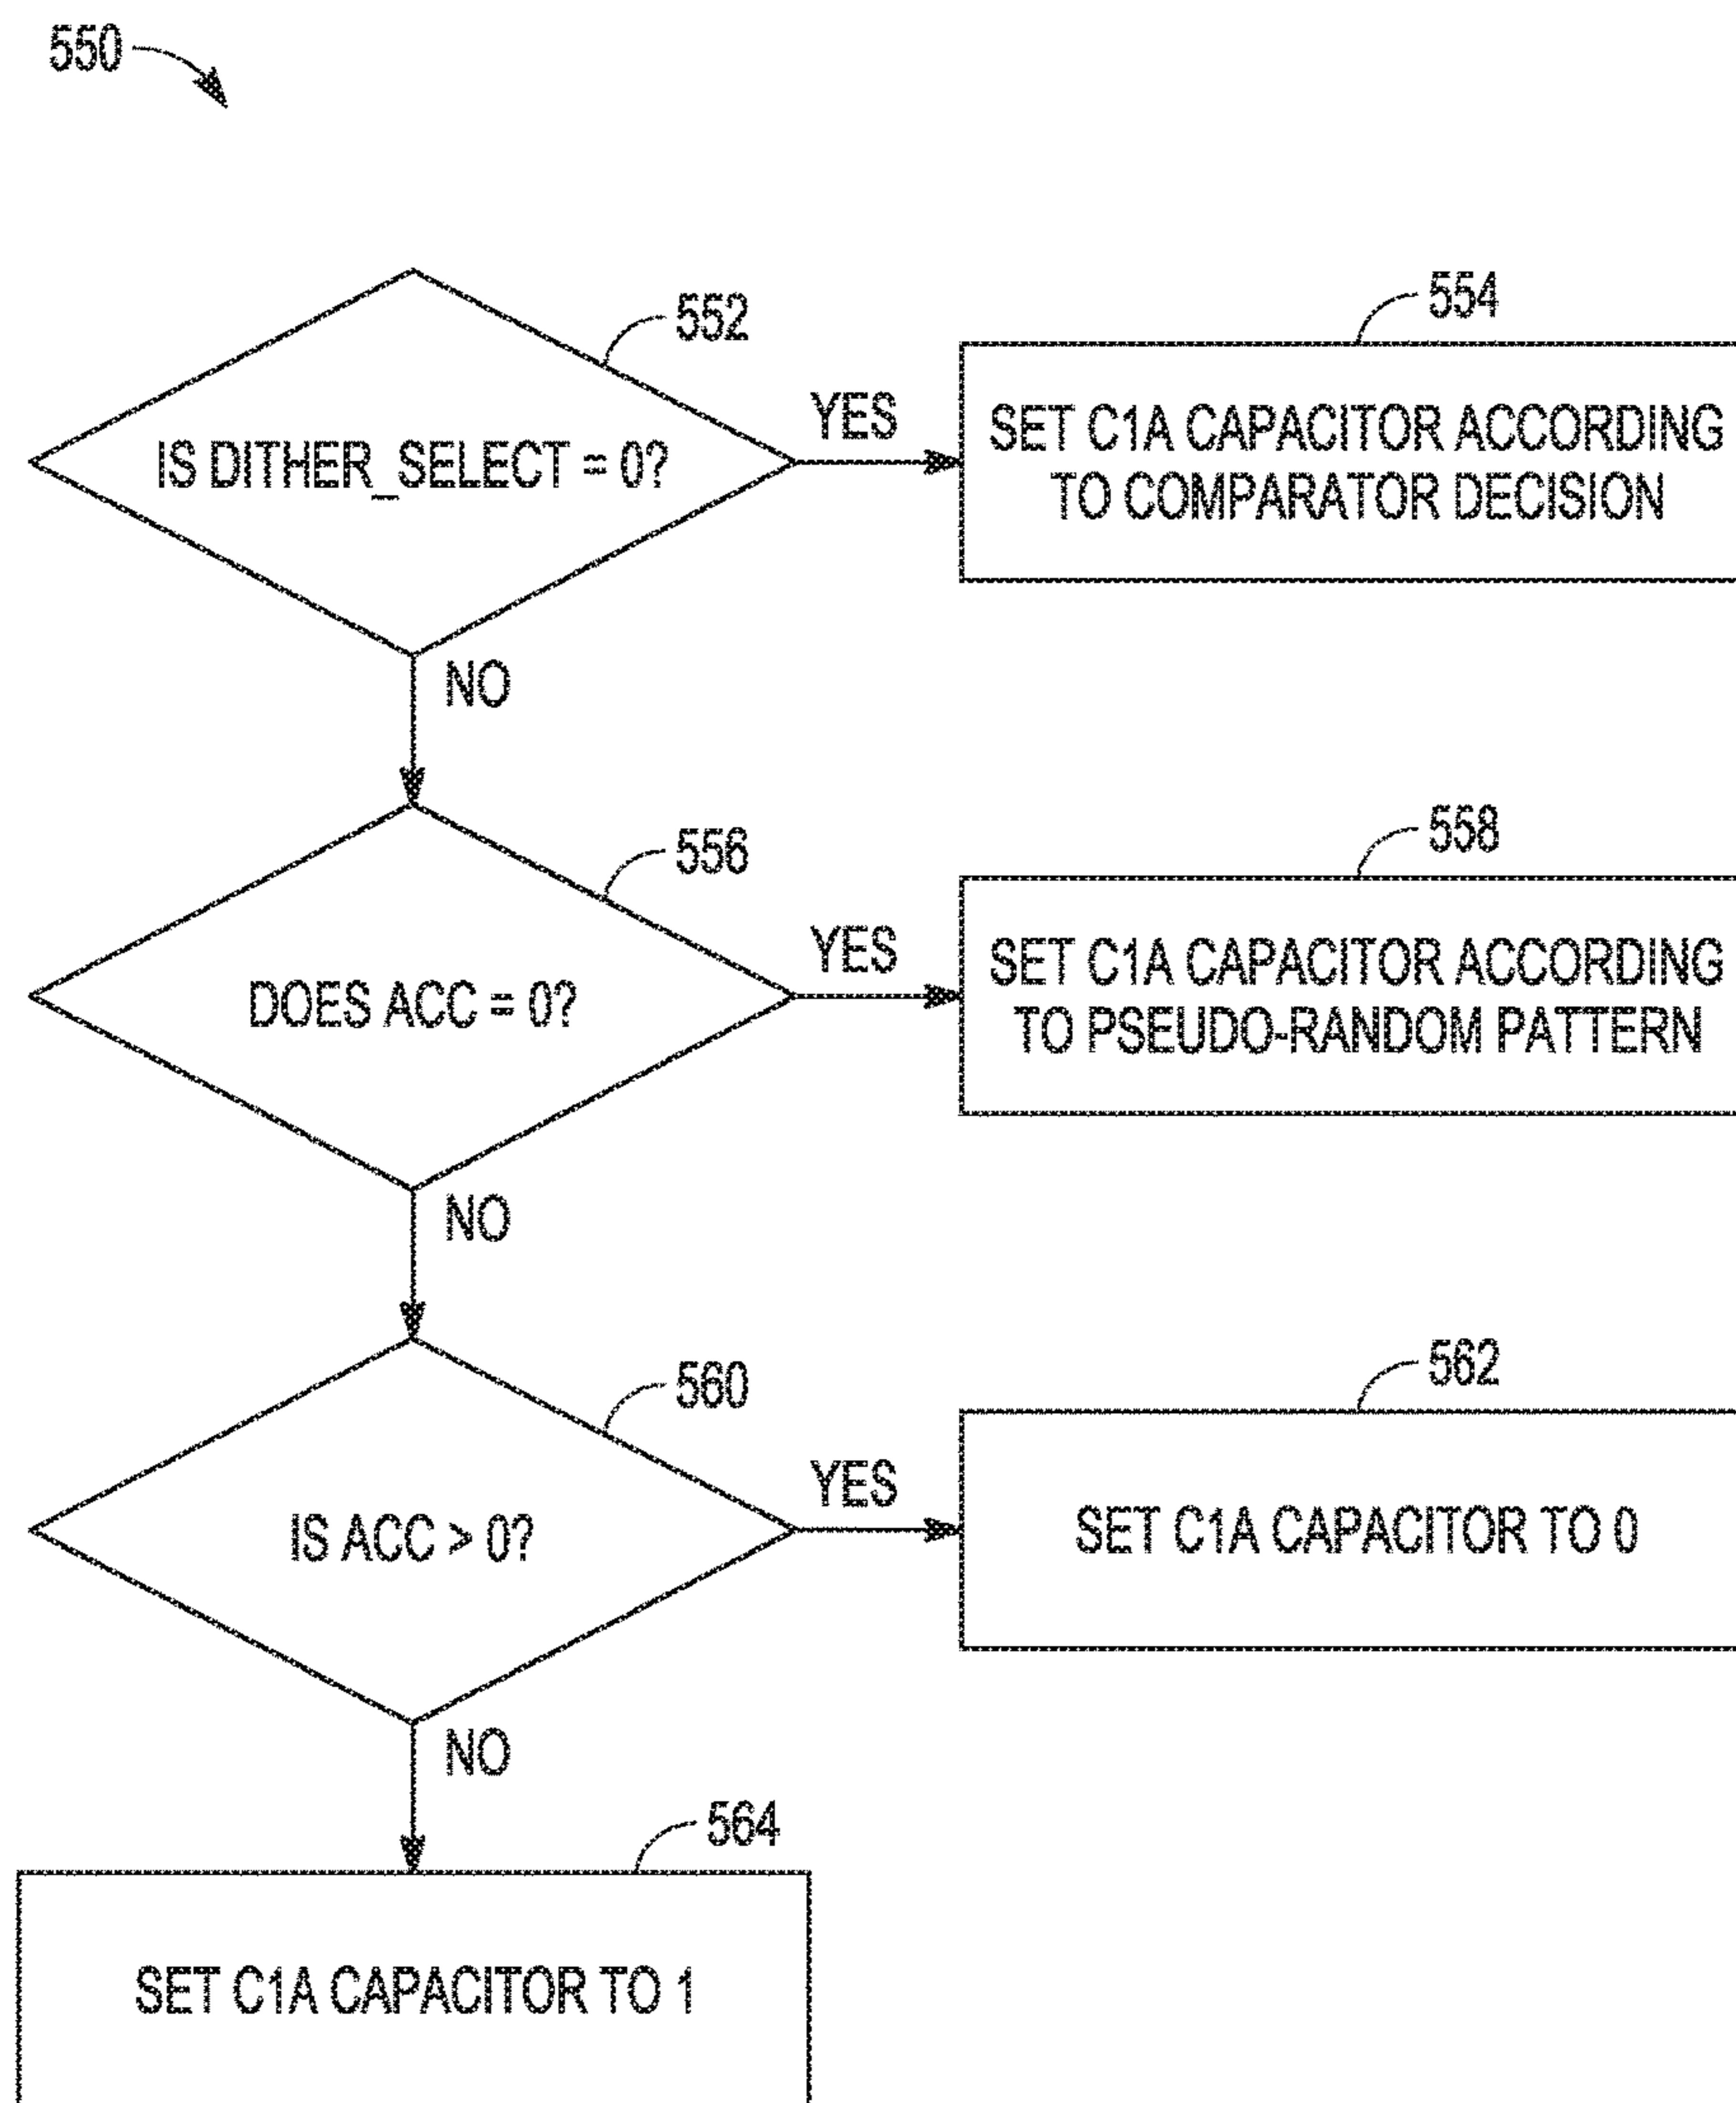 550
552
IS DITHER_SELECT = 0?
YES
554
SET C1A CAPACITOR ACCORDING
TO COMPARATOR DECISION
NO
556
DOES ACC = 0?
YES
558
SET C1A CAPACITOR ACCORDING
TO PSEUDO-RANDOM PATTERN
NO
560
IS ACC > 0?
YES
562
SET C1A CAPACITOR TO 0
NO
564
SET C1A CAPACITOR TO 1